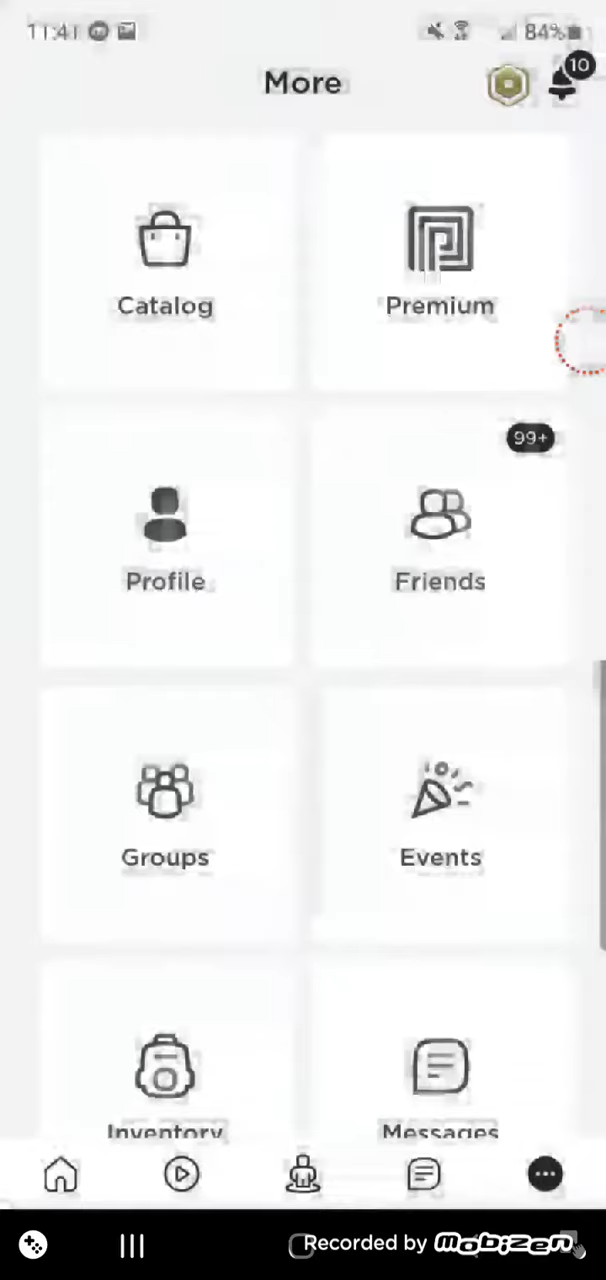 11:41
84%
More
10
Catalog
Premium
99+
Profile
Friends
Groups
Events
Inventory
Messages
Recorded by Mobizen